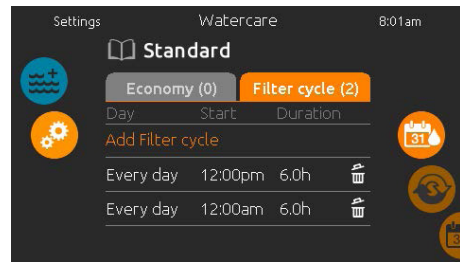 Settings Watercare 8:01am
Standard
Economy (0) Filter cycle (2)
Day Start Duration
Add Filter cycle
31
Every day 12:00pm 6.0h
Every day 12:00am 6.0h